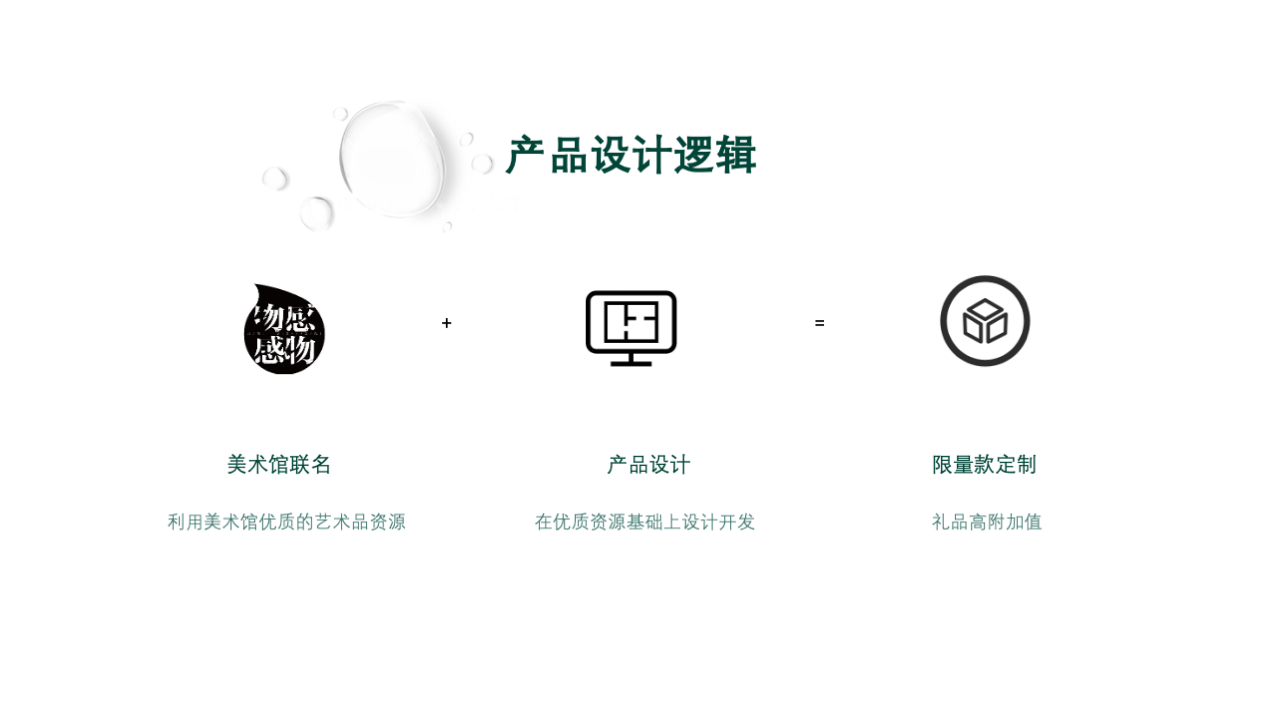 产品设计逻辑
物感
感物
+
=
美术馆联名
产品设计
限量款定制
利用美术馆优质的艺术品资源
在优质资源基础上设计开发
礼品高附加值